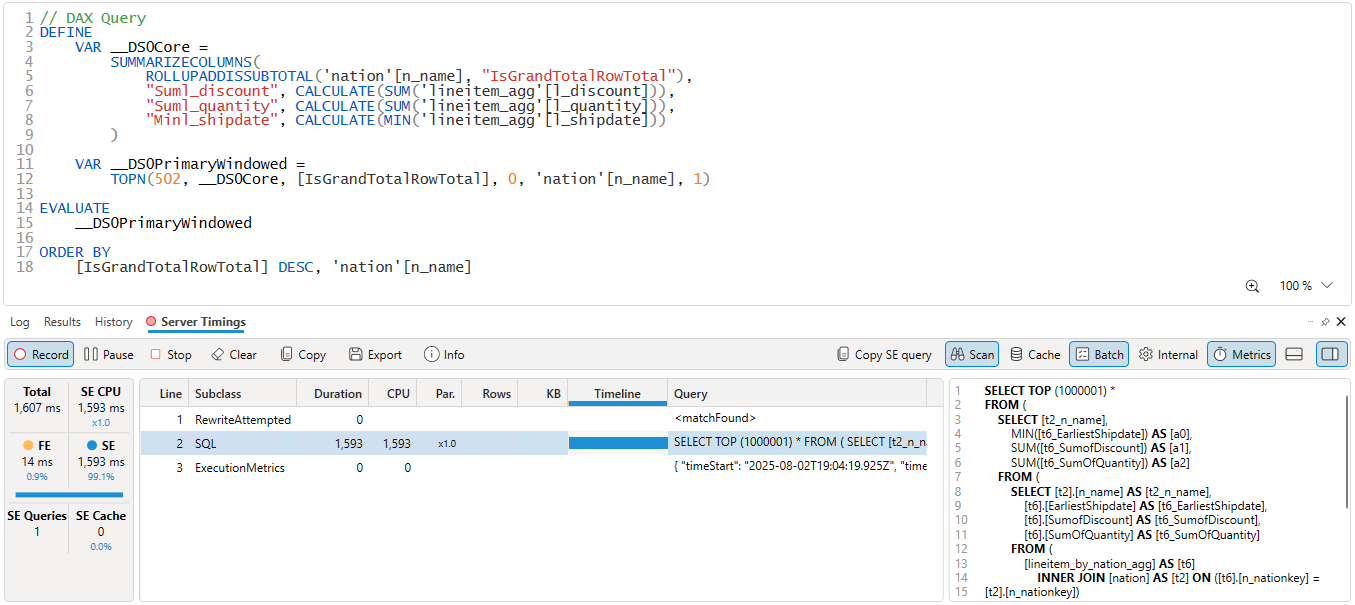 1 // DAX Query
2 DEFINE
3 VAR __DS0Core =
4 SUMMARIZECOLUMNS(
5 ROLLUPADDISSUBTOTAL('nation'[n_name], "IsGrandTotalRowTotal"),
6 "Suml_discount", CALCULATE(SUM('lineitem_agg'[l_discount])),
7 "Suml_quantity", CALCULATE(SUM('lineitem_agg'[l_quantity])),
8 "Minl_shipdate", CALCULATE(MIN('lineitem_agg'[l_shipdate]))
9 )
10
11 VAR __DS0PrimaryWindowed =
12 TOPN(502, __DS0Core, [IsGrandTotalRowTotal], 0, 'nation'[n_name], 1)
13
14 EVALUATE
15 __DS0PrimaryWindowed
16
17 ORDER BY
18 [IsGrandTotalRowTotal] DESC, 'nation'[n_name]
100 %
Log Results History Server Timings
Record Pause Stop Clear Copy Export Info Copy SE query Scan Cache Batch Internal Metrics
Total SE CPU
1,607 ms 1,593 ms
x1.0
FE SE
14 ms 1,593 ms
0.9% 99.1%
SE Queries SE Cache
1 0
0.0%
Line Subclass Duration CPU Par. Rows KB Timeline Query
1 RewriteAttempted 0 <matchFound>
2 SQL 1,593 1,593 x1.0 SELECT TOP (1000001) * FROM ( SELECT [t2_n_n
3 ExecutionMetrics 0 0 { "timeStart": "2025-08-02T19:04:19.925Z", "time
1 SELECT TOP (1000001) *
2 FROM (
3 SELECT [t2_n_name],
4 MIN([t6_EarliestShipdate]) AS [a0],
5 SUM([t6_SumofDiscount]) AS [a1],
6 SUM([t6_SumOfQuantity]) AS [a2]
7 FROM (
8 SELECT [t2].[n_name] AS [t2_n_name],
9 [t6].[EarliestShipdate] AS [t6_EarliestShipdate],
10 [t6].[SumofDiscount] AS [t6_SumofDiscount],
11 [t6].[SumOfQuantity] AS [t6_SumOfQuantity]
12 FROM (
13 [lineitem_by_nation_agg] AS [t6]
14 INNER JOIN [nation] AS [t2] ON ([t6].[n_nationkey] =
15 [t2].[n_nationkey])